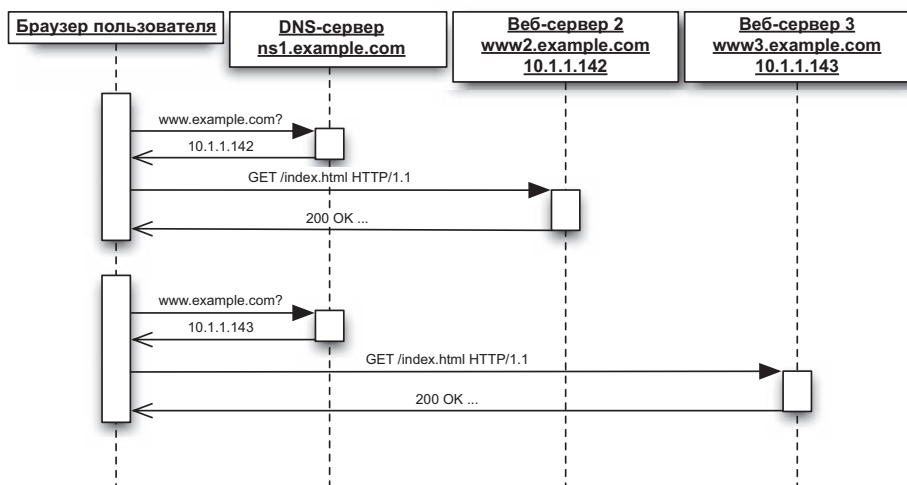 Браузер пользователя
DNS-сервер
ns1.example.com
Веб-сервер 2
www2.example.com
10.1.1.142
Веб-сервер 3
www3.example.com
10.1.1.143
www.example.com?
10.1.1.142
GET /index.html HTTP/1.1
200 OK ...
www.example.com?
10.1.1.143
GET /index.html HTTP/1.1
200 OK ...